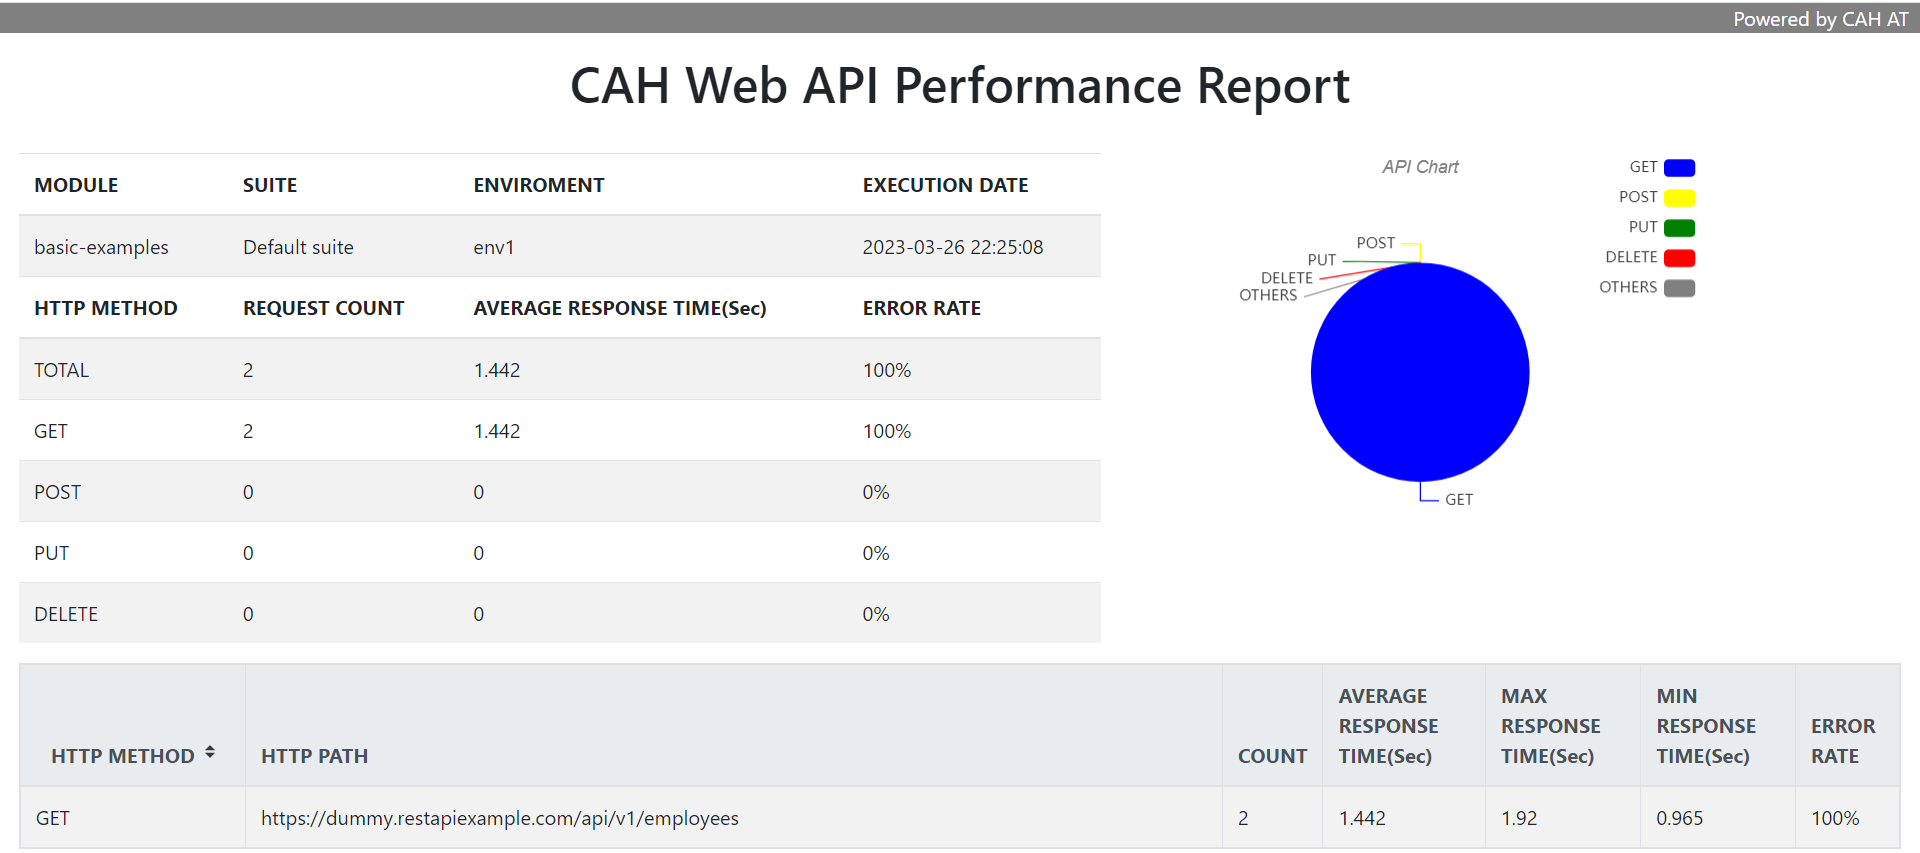 Powered by CAH AT
CAH Web API Performance Report
MODULE SUITE ENVIROMENT EXECUTION DATE
basic-examples Default suite env1 2023-03-26 22:25:08
HTTP METHOD REQUEST COUNT AVERAGE RESPONSE TIME(Sec) ERROR RATE
TOTAL 2 1.442 100%
GET 2 1.442 100%
POST 0 0 0%
PUT 0 0 0%
DELETE 0 0 0%
API Chart
GET
POST
PUT
DELETE
OTHERS
POST
PUT
DELETE
OTHERS
GET
HTTP METHOD HTTP PATH COUNT AVERAGE RESPONSE TIME(Sec) MAX RESPONSE TIME(Sec) MIN RESPONSE TIME(Sec) ERROR RATE
GET https://dummy.restapiexample.com/api/v1/employees 2 1.442 1.92 0.965 100%